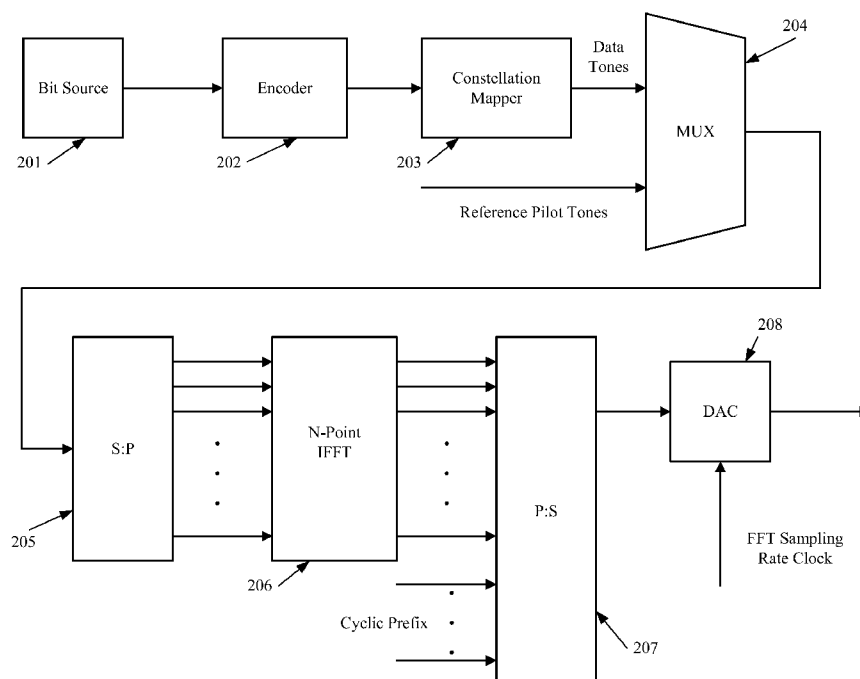 204
Data
Tones
Bit Source
Encoder
Constellation
Mapper
MUX
201
202
203
Reference Pilot Tones
208
S:P
N-Point
IFFT
P:S
DAC
205
206
FFT Sampling
Rate Clock
Cyclic Prefix
207